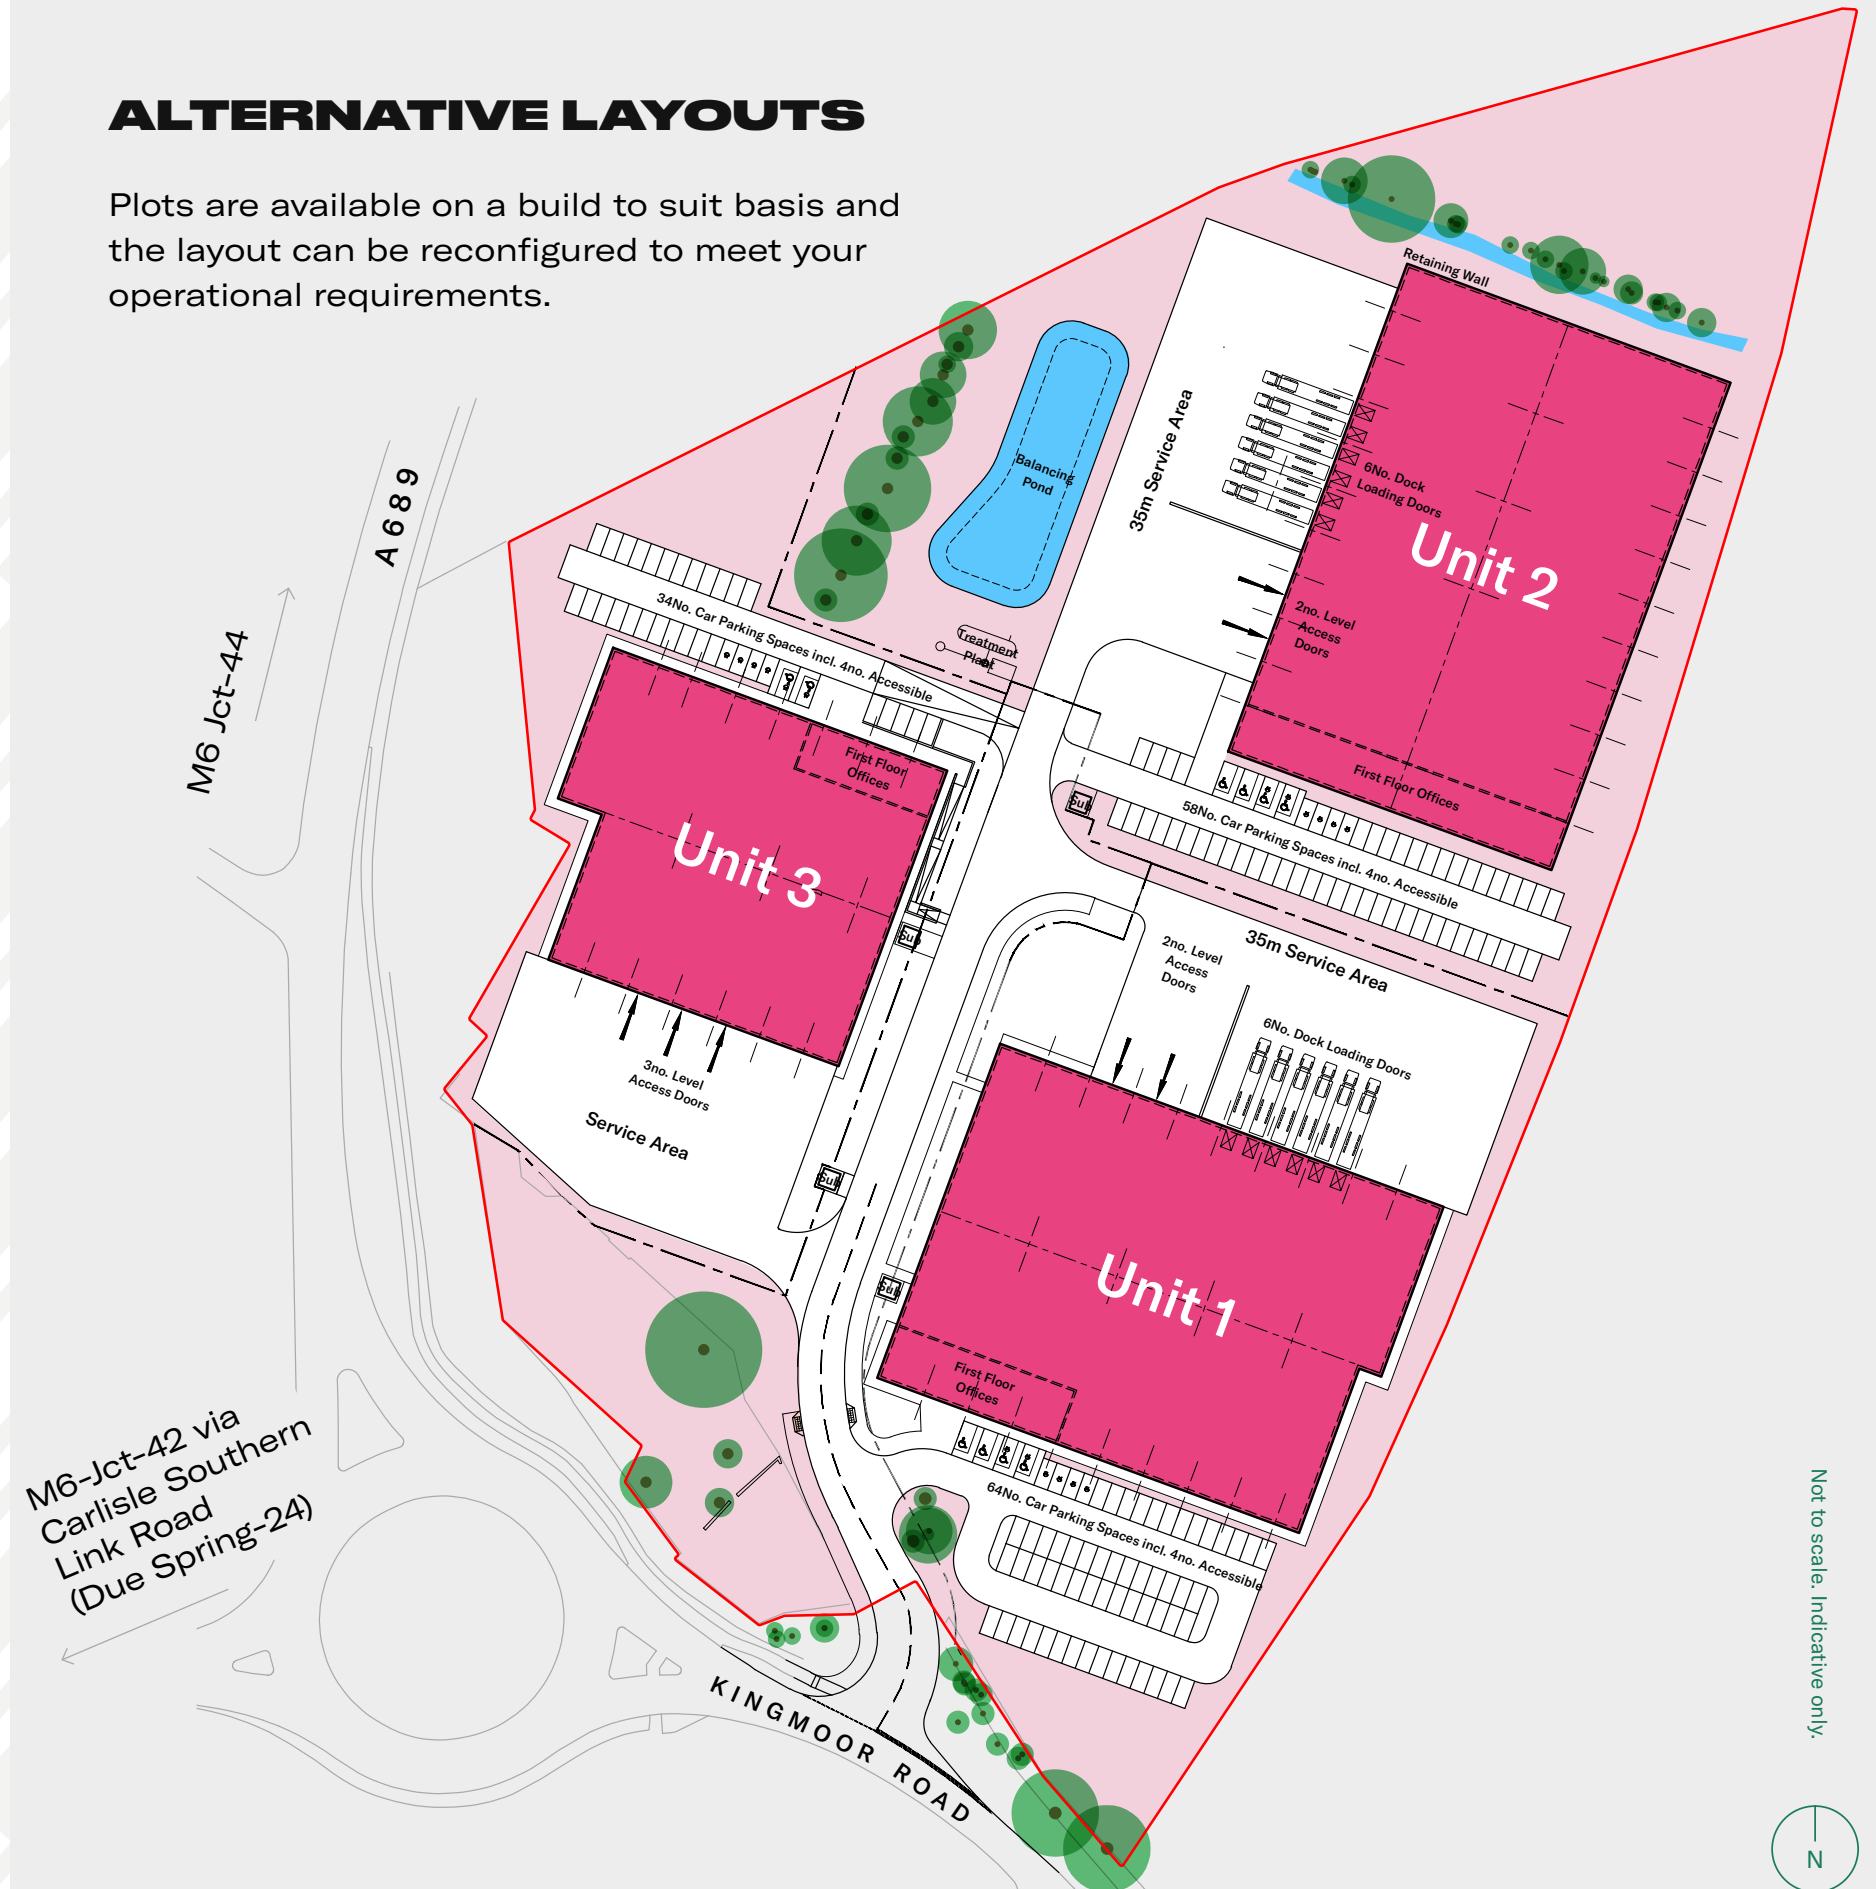 ALTERNATIVE LAYOUTS
Plots are available on a build to suit basis and
the layout can be reconfigured to meet your
operational requirements.
A689
M6 Jct-44
M6-Jct-42 via
Carlisle Southern
Link Road
(Due Spring-24)
KINGMOOR ROAD
Retaining Wall
35m Service Area
6No. Dock
Loading Doors
Unit 2
2no. Level
Access
Doors
First Floor Offices
58No. Car Parking Spaces incl. 4no. Accessible
Sub
Balancing
Pond
Treatment
Plant
34No. Car Parking Spaces incl. 4no. Accessible
First Floor
Offices
Unit 3
Sub
3no. Level
Access Doors
Service Area
Sub
35m Service Area
2no. Level
Access
Doors
6No. Dock Loading Doors
Unit 1
Sub
First Floor
Offices
64No. Car Parking Spaces incl. 4no. Accessible
Not to scale. Indicative only.
N